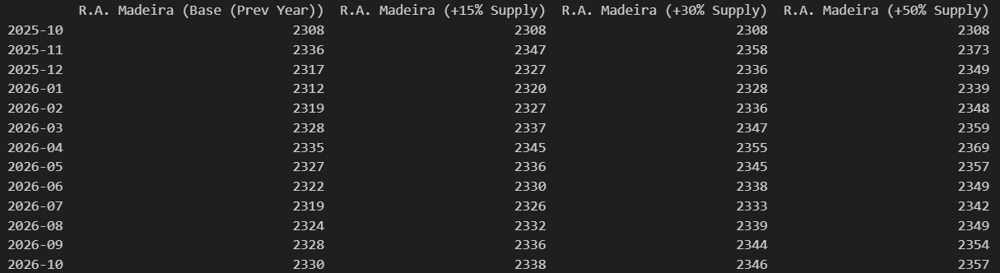 R.A. Madeira (Base (Prev Year)) R.A. Madeira (+15% Supply) R.A. Madeira (+30% Supply) R.A. Madeira (+50% Supply)
2025-10 2308 2308 2308 2308
2025-11 2336 2347 2358 2373
2025-12 2317 2327 2336 2349
2026-01 2312 2320 2328 2339
2026-02 2319 2327 2336 2348
2026-03 2328 2337 2347 2359
2026-04 2335 2345 2355 2369
2026-05 2327 2336 2345 2357
2026-06 2322 2330 2338 2349
2026-07 2319 2326 2333 2342
2026-08 2324 2332 2339 2349
2026-09 2328 2336 2344 2354
2026-10 2330 2338 2346 2357